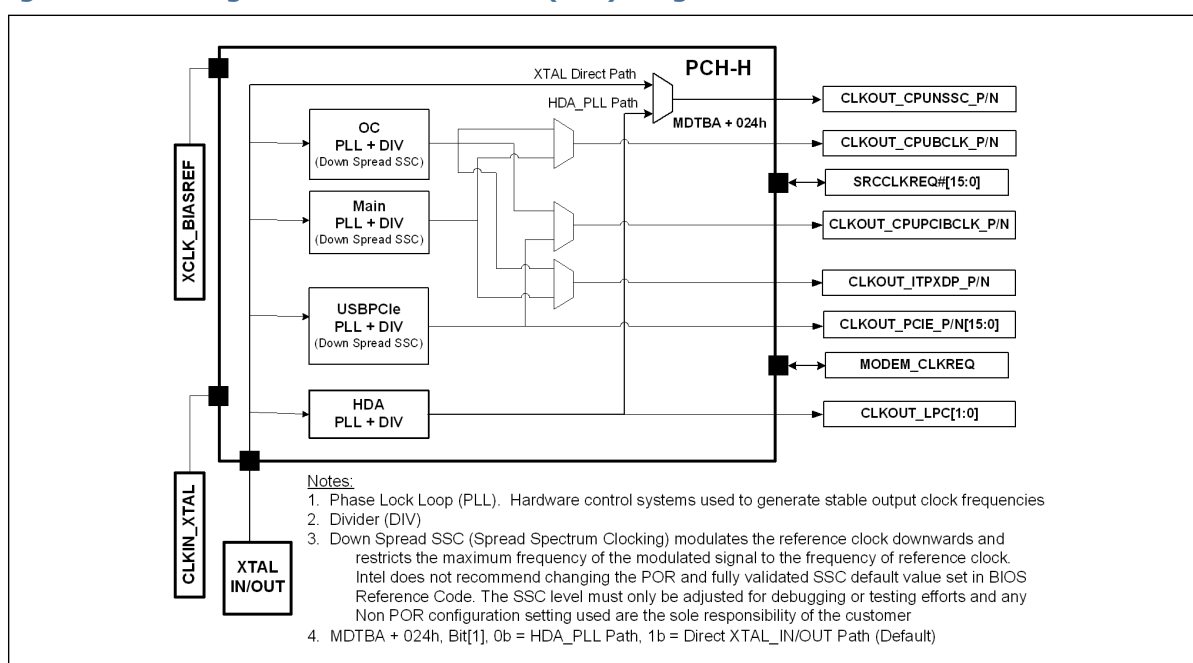 PCH-H
XTAL Direct Path
HDA_PLL Path
MDTBA + 024h
OC
PLL + DIV
(Down Spread SSC)
Main
PLL + DIV
(Down Spread SSC)
USBPCIe
PLL + DIV
(Down Spread SSC)
HDA
PLL + DIV
XCLK_BIASREF
CLKIN_XTAL
XTAL
IN/OUT
CLKOUT_CPUNSSC_P/N
CLKOUT_CPUBCLK_P/N
SRCCLKREQ#[15:0]
CLKOUT_CPUPCIBCLK_P/N
CLKOUT_ITPXDP_P/N
CLKOUT_PCIE_P/N[15:0]
MODEM_CLKREQ
CLKOUT_LPC[1:0]
Notes:
1. Phase Lock Loop (PLL). Hardware control systems used to generate stable output clock frequencies
2. Divider (DIV)
3. Down Spread SSC (Spread Spectrum Clocking) modulates the reference clock downwards and
restricts the maximum frequency of the modulated signal to the frequency of reference clock.
Intel does not recommend changing the POR and fully validated SSC default value set in BIOS
Reference Code. The SSC level must only be adjusted for debugging or testing efforts and any
Non POR configuration setting used are the sole responsibility of the customer
4. MDTBA + 024h, Bit[1], 0b = HDA_PLL Path, 1b = Direct XTAL_IN/OUT Path (Default)